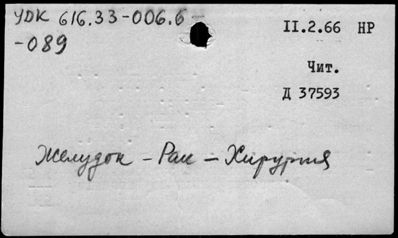 УДК 616.33-006.6-
-089
II.2.66 НР
Чит.
Д 37593
Желудок - Рак - Хирургия